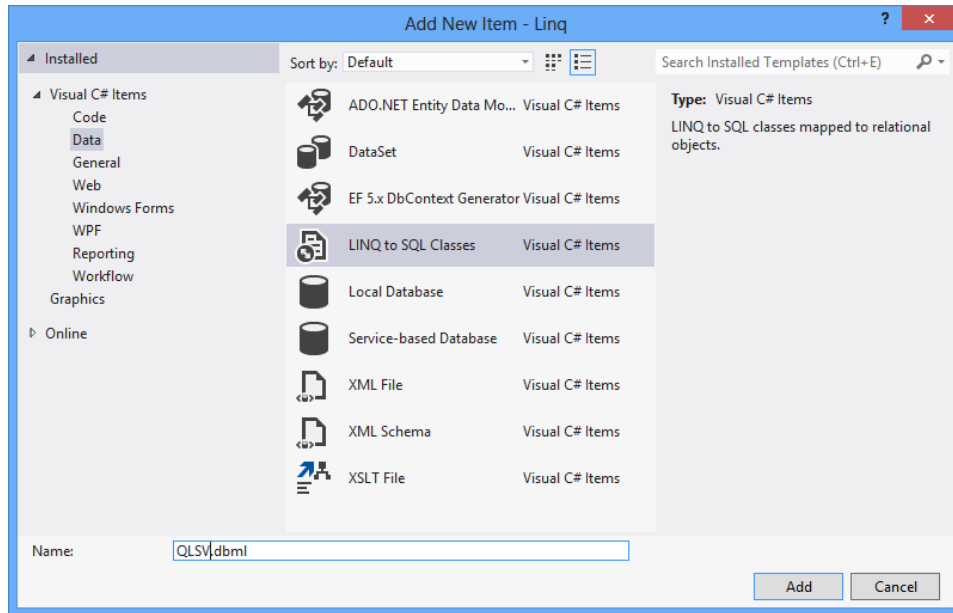 Add New Item - Linq
?
Installed
Sort by: Default
Search Installed Templates (Ctrl+E)
Visual C# Items
Code
Data
General
Web
Windows Forms
WPF
Reporting
Workflow
Graphics
Online
ADO.NET Entity Data Mo... Visual C# Items
DataSet Visual C# Items
EF 5.x DbContext Generator Visual C# Items
LINQ to SQL Classes Visual C# Items
Local Database Visual C# Items
Service-based Database Visual C# Items
XML File Visual C# Items
XML Schema Visual C# Items
XSLT File Visual C# Items
Type: Visual C# Items
LINQ to SQL classes mapped to relational
objects.
Name: QLSV.dbml
Add Cancel